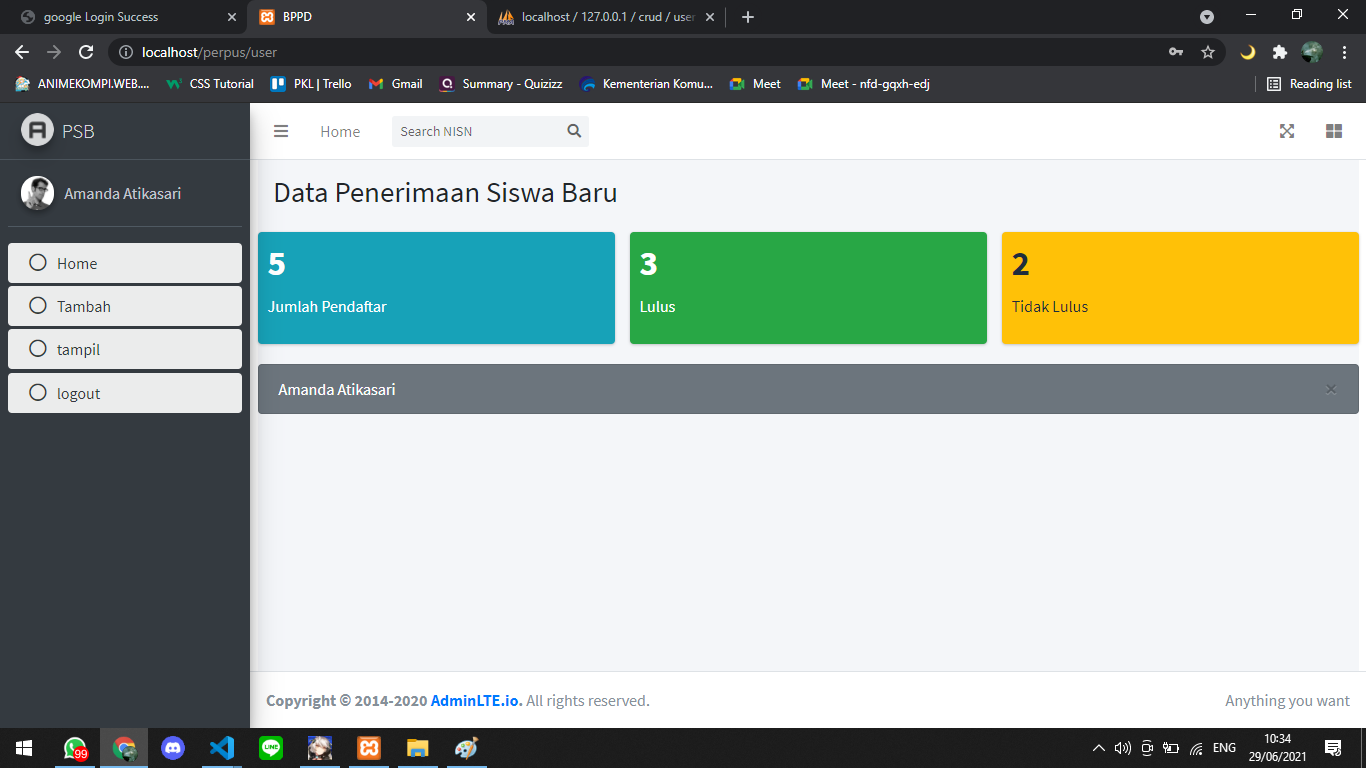 google Login Success
BPPD
localhost / 127.0.0.1 / crud / user
localhost/perpus/user
ANIMEKOMPI.WEB....
CSS Tutorial
PKL | Trello
Gmail
Summary - Quizizz
Kementerian Komu...
Meet
Meet - nfd-gqxh-edj
Reading list
PSB
Home
Search NISN
Amanda Atikasari
Data Penerimaan Siswa Baru
Home
Tambah
tampil
logout
5
Jumlah Pendaftar
3
Lulus
2
Tidak Lulus
Amanda Atikasari
×
Copyright © 2014-2020 AdminLTE.io. All rights reserved.
Anything you want
99
LINE
ENG
10:34
29/06/2021